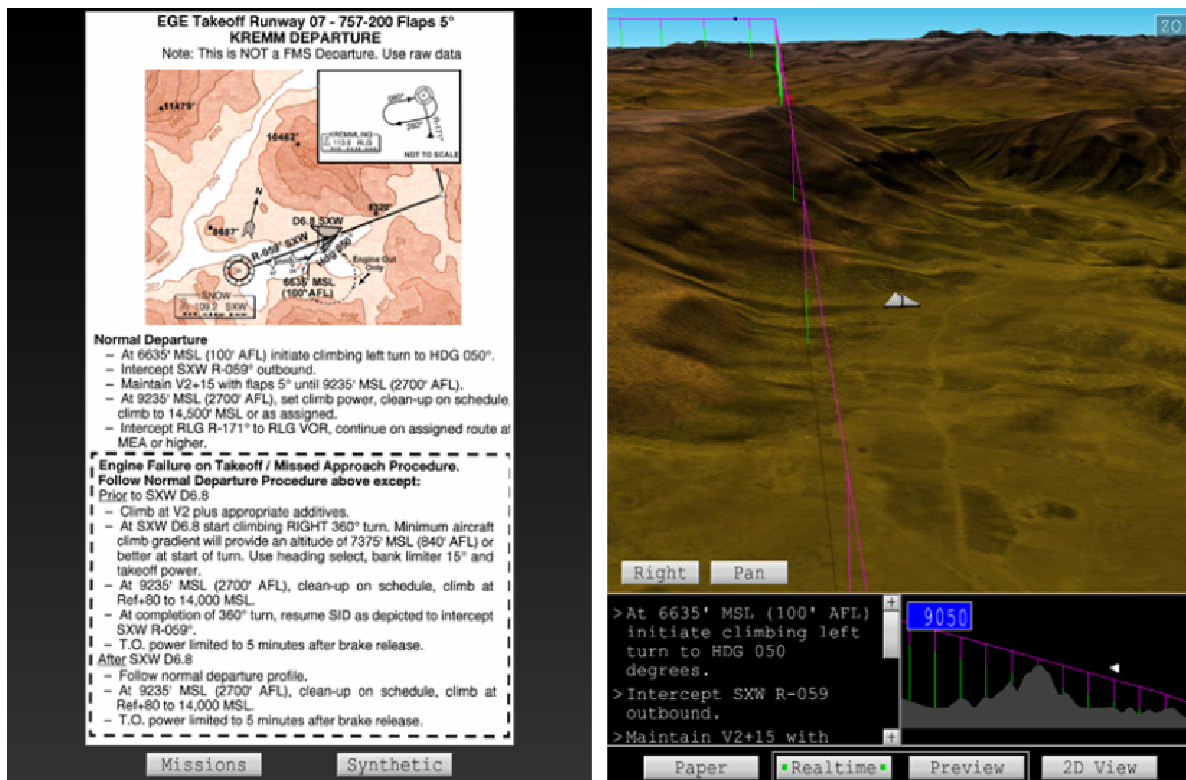 EGE Takeoff Runway 07 - 757-200 Flaps 5°
KREMM DEPARTURE
Note: This is NOT a FMS Departure. Use raw data
11479'
10462'
KREMMLING
113.8 RLG
R-171°
260°
NOT TO SCALE
N
8320'
D6.8 SXW
8687'
R-059° SXW
HDG 050°
Engine Out
Only
6635' MSL
(100' AFL)
SNOW
109.2 SXW
Normal Departure
– At 6635' MSL (100' AFL) initiate climbing left turn to HDG 050°.
– Intercept SXW R-059° outbound.
– Maintain V2+15 with flaps 5° until 9235' MSL (2700' AFL).
– At 9235' MSL (2700' AFL), set climb power, clean-up on schedule,
climb to 14,500' MSL or as assigned.
– Intercept RLG R-171° to RLG VOR, continue on assigned route at
MEA or higher.
Engine Failure on Takeoff / Missed Approach Procedure.
Follow Normal Departure Procedure above except:
Prior to SXW D6.8
– Climb at V2 plus appropriate additives.
– At SXW D6.8 start climbing RIGHT 360° turn. Minimum aircraft
climb gradient will provide an altitude of 7375' MSL (840' AFL) or
better at start of turn. Use heading select, bank limiter 15° and
takeoff power.
– At 9235' MSL (2700' AFL), clean-up on schedule, climb at
Ref+80 to 14,000 MSL.
– At completion of 360° turn, resume SID as depicted to intercept
SXW R-059°.
– T.O. power limited to 5 minutes after brake release.
After SXW D6.8
– Follow normal departure profile.
– At 9235' MSL (2700' AFL), clean-up on schedule, climb at
Ref+80 to 14,000 MSL.
– T.O. power limited to 5 minutes after brake release.
Missions
Synthetic
ZO
Right
Pan
>At 6635' MSL (100' AFL)
initiate climbing left
turn to HDG 050
degrees.
>Intercept SXW R-059
outbound.
>Maintain V2+15 with
+
+
9050
Paper
Realtime
Preview
2D View